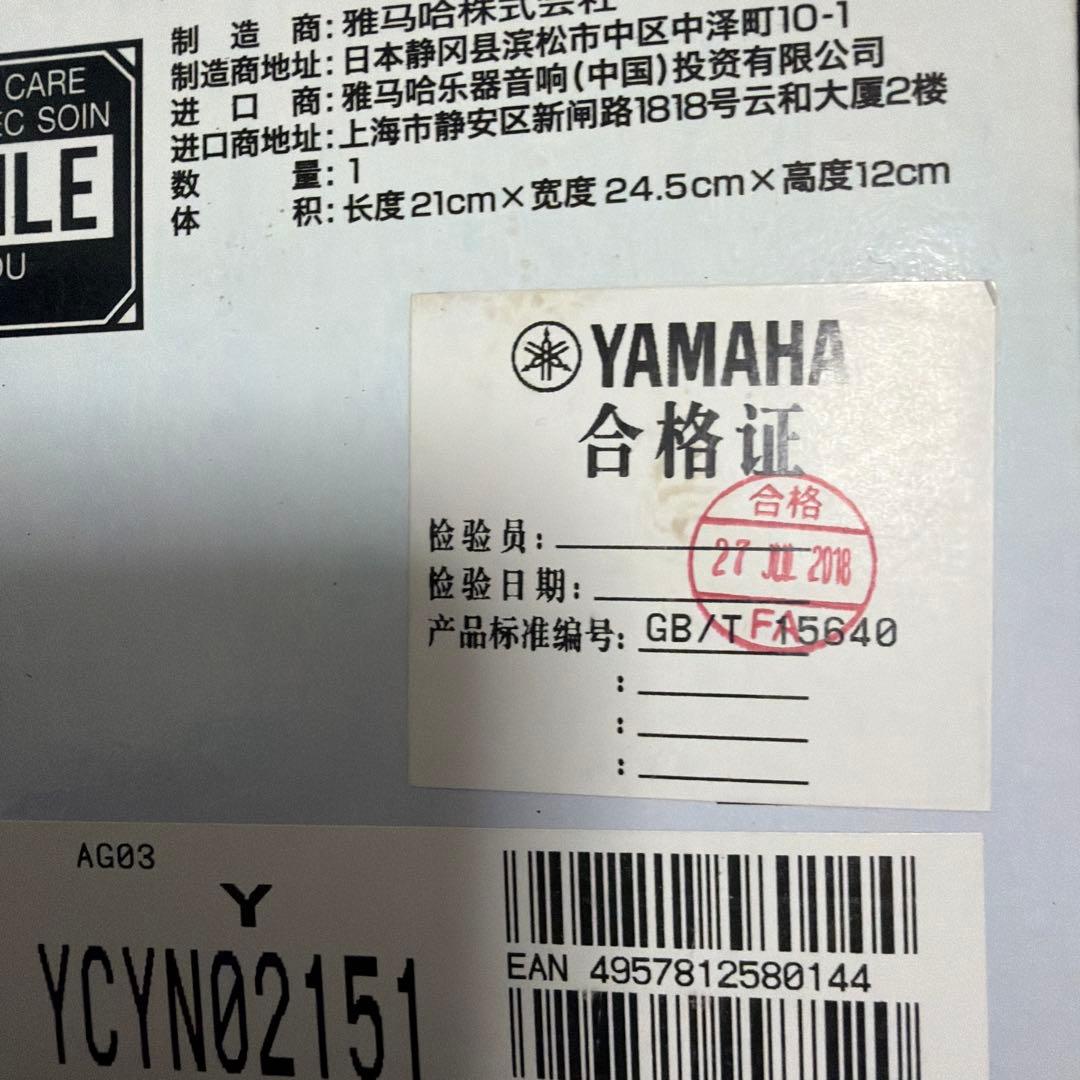 制造商:雅马哈株式会社
制造商地址:日本静冈县滨松市中区中泽町10-1
进口商:雅马哈乐器音响(中国)投资有限公司
进口商地址:上海市静安区新闸路1818号云和大厦2楼
数量:1
体积:长度21cm×宽度24.5cm×高度12cm
CARE
EC SOIN
ILE
OU
YAMAHA
合格证
合格
27 JUL 2018
FA
检验员:
检验日期:
产品标准编号: GB/T 15640
:
:
:
AG03
Y
YCYN02151
EAN 4957812580144